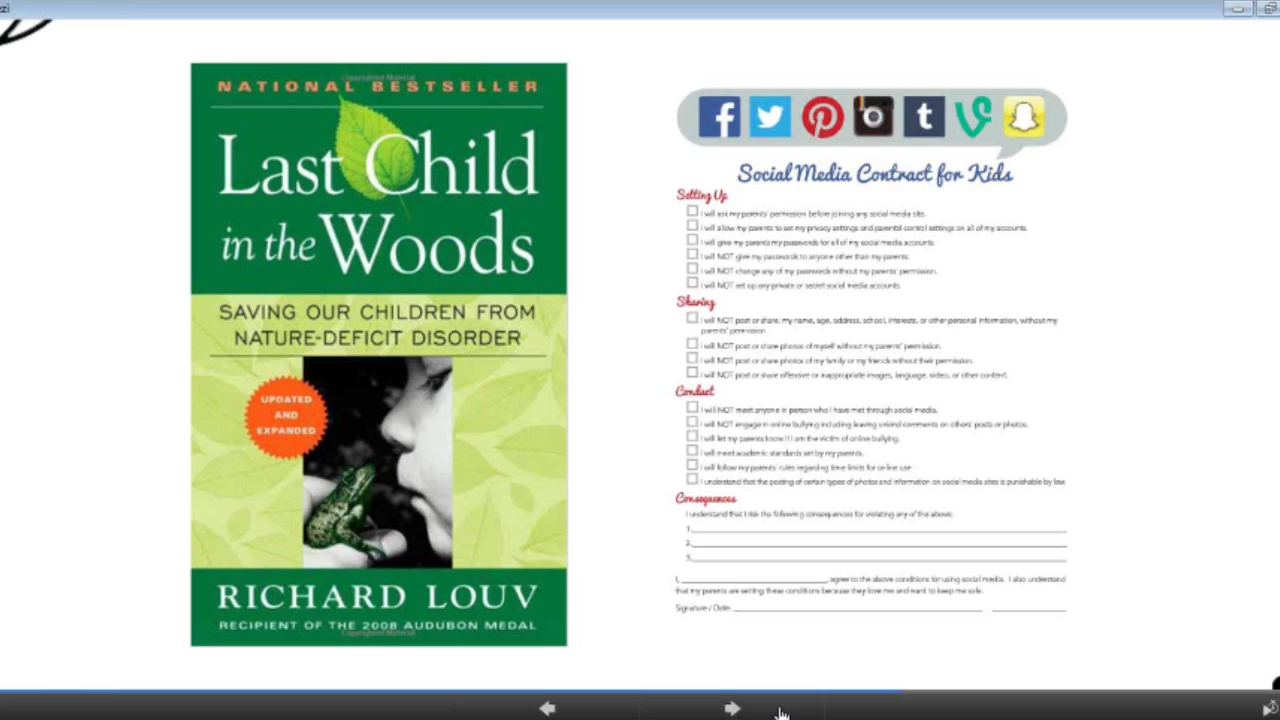 zi
Copyrighted Material
NATIONAL BESTSELLER
Last Child
in the Woods
SAVING OUR CHILDREN FROM
NATURE-DEFICIT DISORDER
UPDATED
AND
EXPANDED
RICHARD LOUV
RECIPIENT OF THE 2008 AUDUBON MEDAL
Copyrighted Material
Social Media Contract for Kids
Setting Up
I will ask my parents' permission before joining any social media site.
I will allow my parents to set my privacy settings and parental control settings on all of my accounts.
I will give my parents my passwords for all of my social media accounts.
I will NOT give my passwords to anyone other than my parents.
I will NOT change any of my passwords without my parents' permission.
I will NOT set up any private or secret social media accounts.
Sharing
I will NOT post or share: my name, age, address, school, interests, or other personal information, without my
parents' permission.
I will NOT post or share photos of myself without my parents' permission.
I will NOT post or share photos of my family or my friends without their permission.
I will NOT post or share offensive or inappropriate images, language, video, or other content.
Conduct
I will NOT meet anyone in person who I have met through social media.
I will NOT engage in online bullying including leaving unkind comments on others' posts or photos.
I will let my parents know if I am the victim of online bullying.
I will meet academic standards set by my parents.
I will follow my parents' rules regarding time limits for online use
I understand that the posting of certain types of photos and information on social media sites is punishable by law.
Consequences
I understand that I risk the following consequences for violating any of the above:
1.
2.
3.
I, , agree to the above conditions for using social media. I also understand
that my parents are setting these conditions because they love me and want to keep me safe.
Signature / Date: